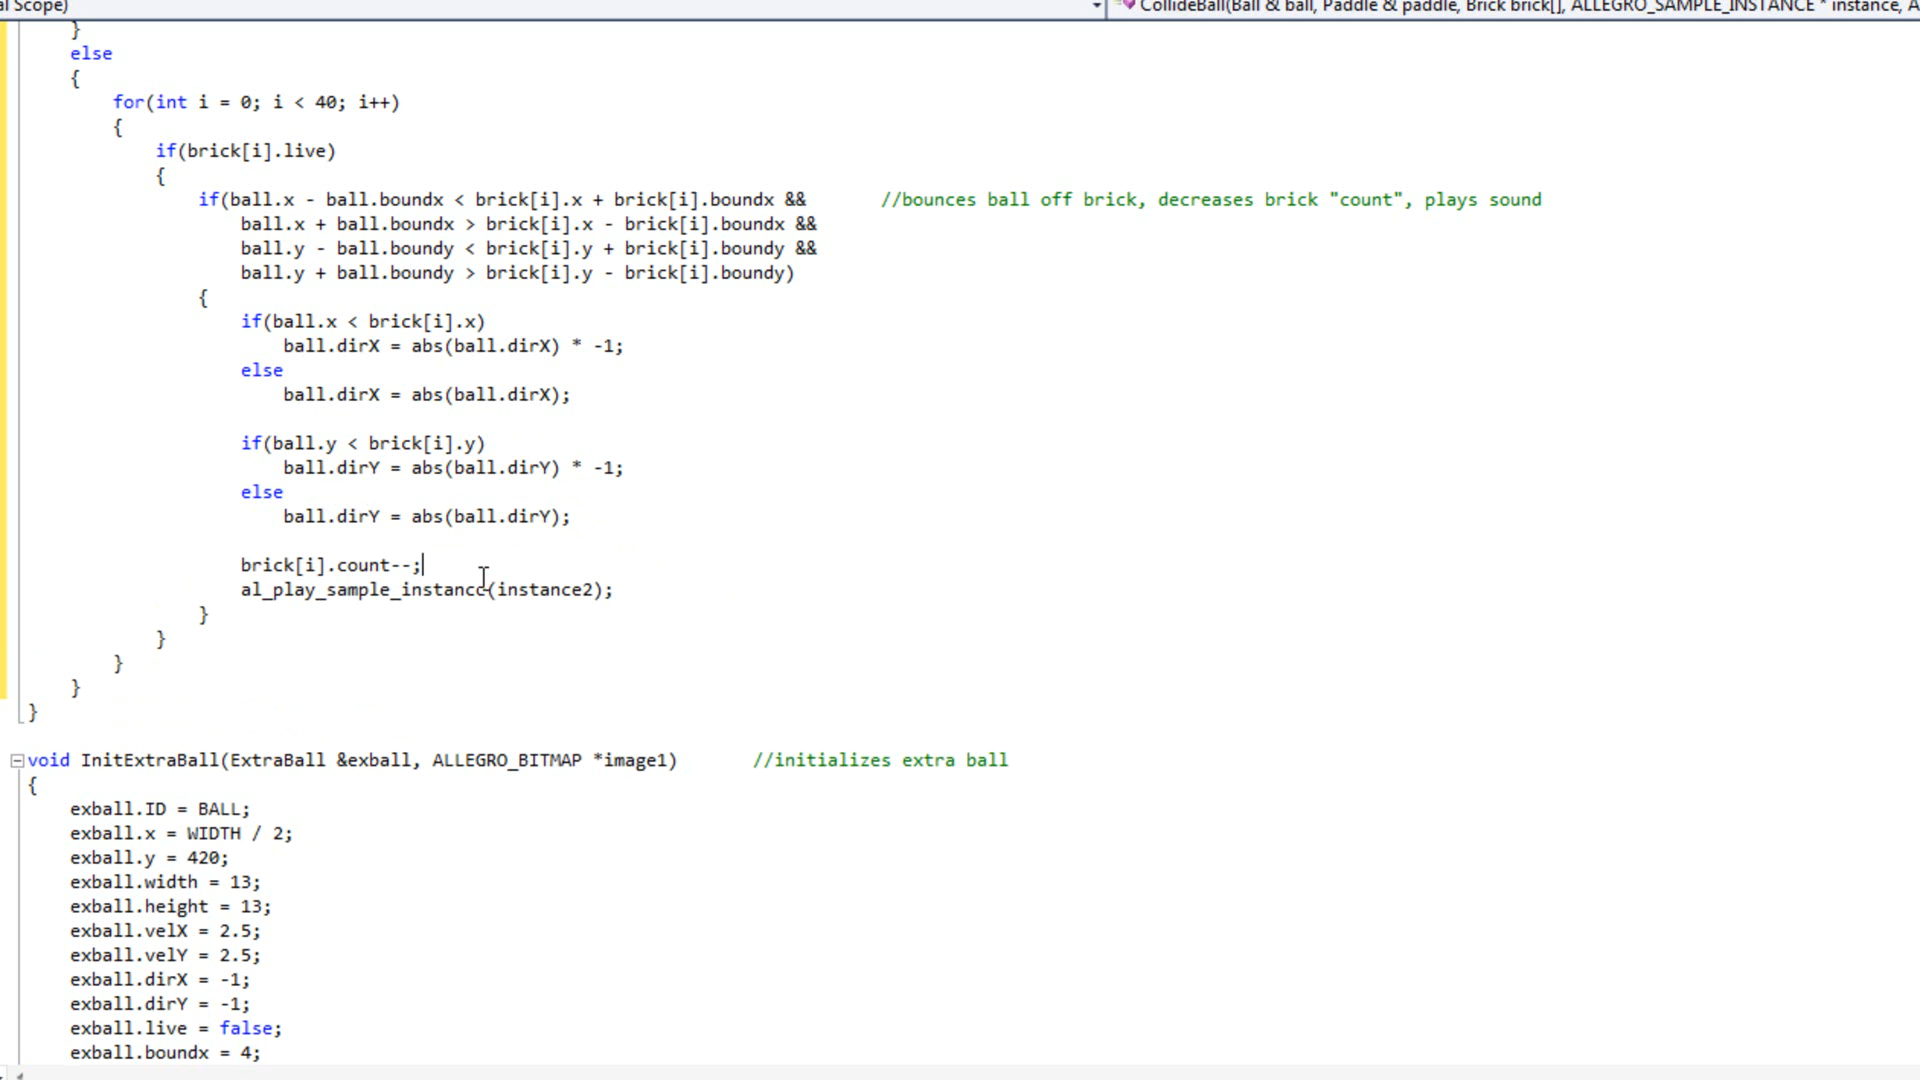 al Scope)
CollideBall(Ball & ball, Paddle & paddle, Brick brick[], ALLEGRO_SAMPLE_INSTANCE * instance, A
}
else
{
for(int i = 0; i < 40; i++)
{
if(brick[i].live)
{
if(ball.x - ball.boundx < brick[i].x + brick[i].boundx && //bounces ball off brick, decreases brick "count", plays sound
ball.x + ball.boundx > brick[i].x - brick[i].boundx &&
ball.y - ball.boundy < brick[i].y + brick[i].boundy &&
ball.y + ball.boundy > brick[i].y - brick[i].boundy)
{
if(ball.x < brick[i].x)
ball.dirX = abs(ball.dirX) * -1;
else
ball.dirX = abs(ball.dirX);
if(ball.y < brick[i].y)
ball.dirY = abs(ball.dirY) * -1;
else
ball.dirY = abs(ball.dirY);
brick[i].count--;
al_play_sample_instance(instance2);
}
}
}
}
}
void InitExtraBall(ExtraBall &exball, ALLEGRO_BITMAP *image1) //initializes extra ball
{
exball.ID = BALL;
exball.x = WIDTH / 2;
exball.y = 420;
exball.width = 13;
exball.height = 13;
exball.velX = 2.5;
exball.velY = 2.5;
exball.dirX = -1;
exball.dirY = -1;
exball.live = false;
exball.boundx = 4;